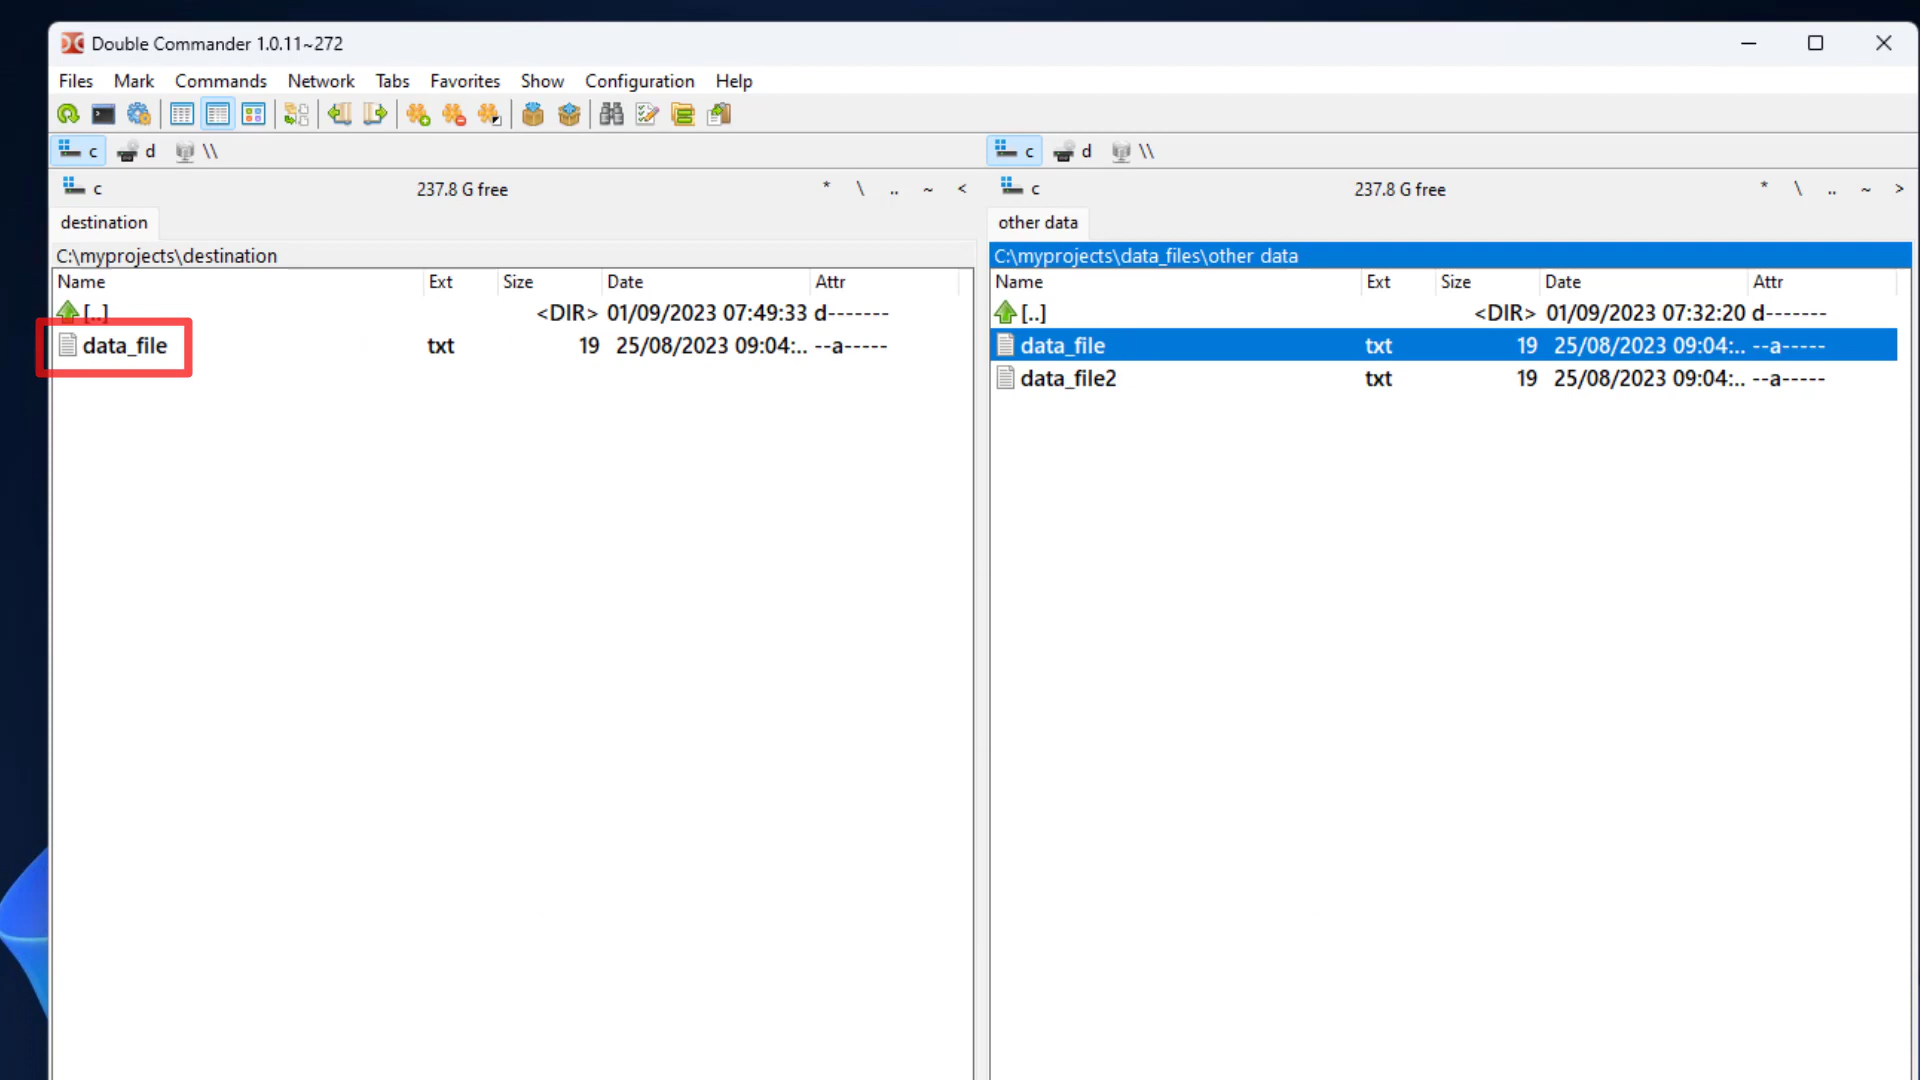 Double Commander 1.0.11~272
Files Mark Commands Network Tabs Favorites Show Configuration Help
c d \\
c d \\
c 237.8 G free * \ .. ~ <
c 237.8 G free * \ .. ~ >
destination
other data
C:\myprojects\destination
Name Ext Size Date Attr
[..] <DIR> 01/09/2023 07:49:33 d-------
data_file txt 19 25/08/2023 09:04:.. --a-----
C:\myprojects\data_files\other data
Name Ext Size Date Attr
[..] <DIR> 01/09/2023 07:32:20 d-------
data_file txt 19 25/08/2023 09:04:.. --a-----
data_file2 txt 19 25/08/2023 09:04:.. --a-----